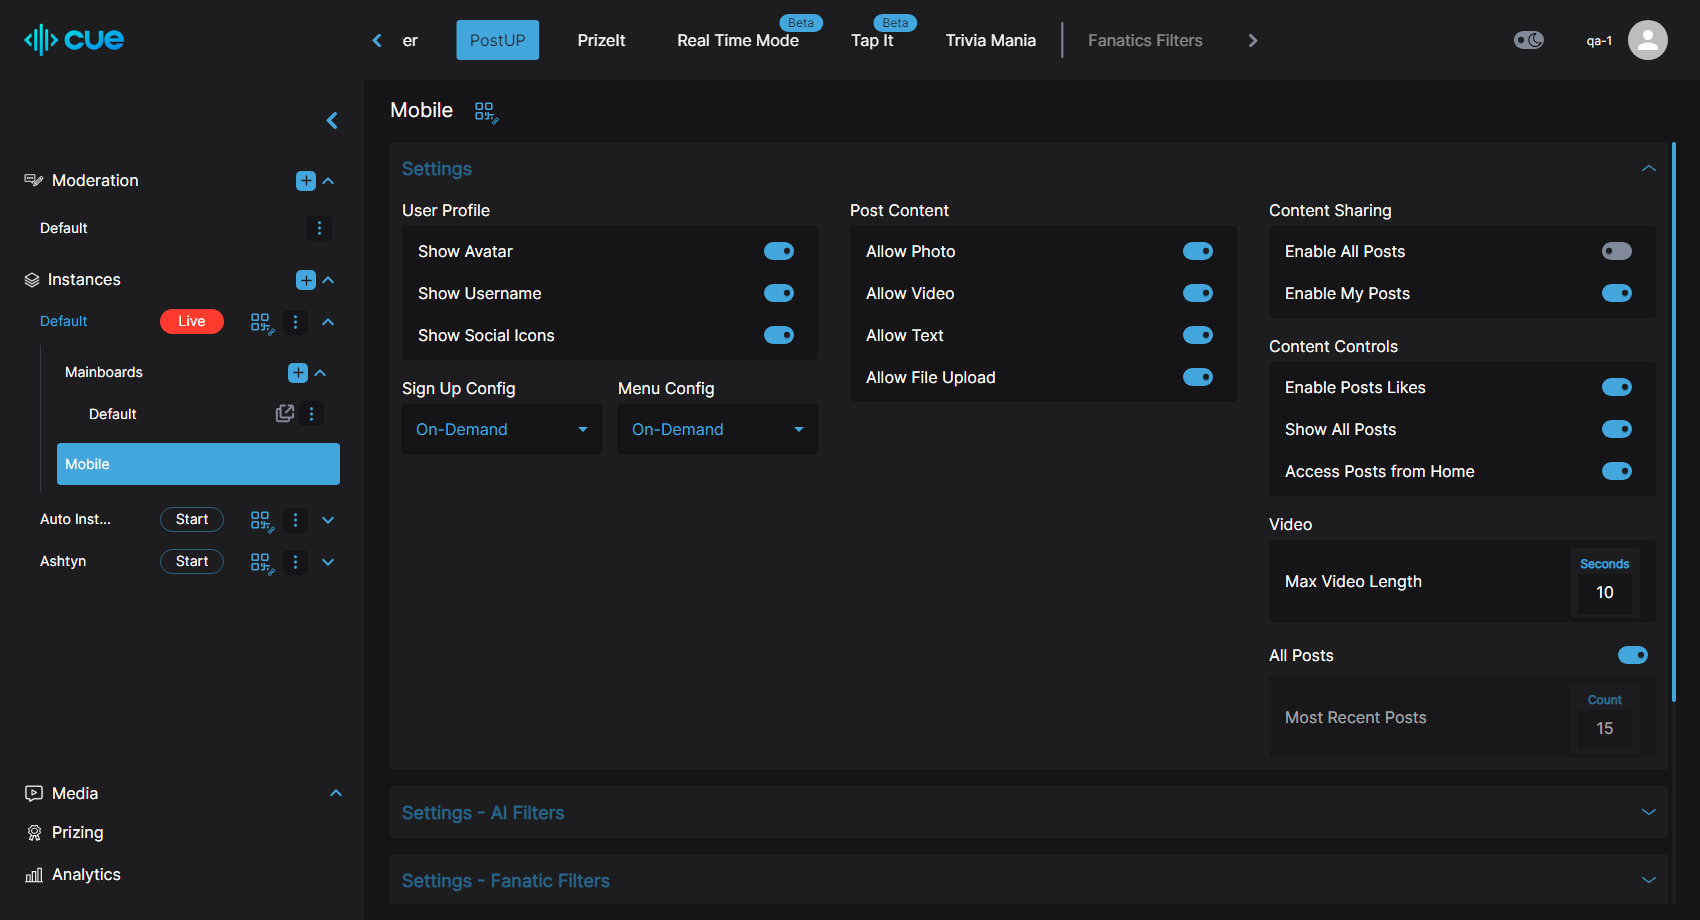 cue
er
PostUP
PrizeIt
Real Time Mode
Beta
Tap It
Beta
Trivia Mania
Fanatics Filters
qa-1
Moderation
Default
Instances
Default
Live
Mainboards
Default
Mobile
Auto Inst...
Start
Ashtyn
Start
Media
Prizing
Analytics
Mobile
Settings
User Profile
Show Avatar
Show Username
Show Social Icons
Sign Up Config
On-Demand
Menu Config
On-Demand
Post Content
Allow Photo
Allow Video
Allow Text
Allow File Upload
Content Sharing
Enable All Posts
Enable My Posts
Content Controls
Enable Posts Likes
Show All Posts
Access Posts from Home
Video
Max Video Length
Seconds
10
All Posts
Most Recent Posts
Count
15
Settings - AI Filters
Settings - Fanatic Filters